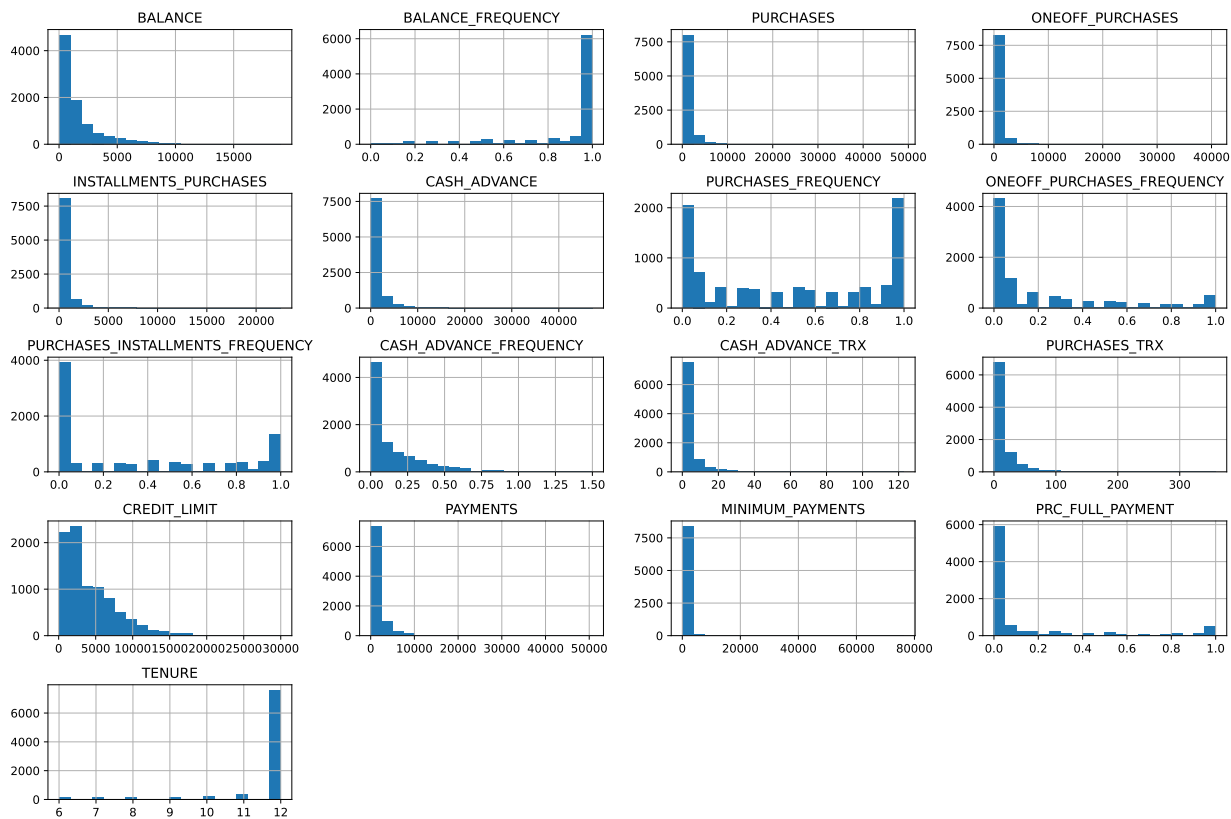 BALANCE
4000
2000
0
0 5000 10000 15000
BALANCE_FREQUENCY
6000
4000
2000
0
0.0 0.2 0.4 0.6 0.8 1.0
PURCHASES
7500
5000
2500
0
0 10000 20000 30000 40000 50000
ONEOFF_PURCHASES
7500
5000
2500
0
0 10000 20000 30000 40000
INSTALLMENTS_PURCHASES
7500
5000
2500
0
0 5000 10000 15000 20000
CASH_ADVANCE
7500
5000
2500
0
0 10000 20000 30000 40000
PURCHASES_FREQUENCY
2000
1000
0
0.0 0.2 0.4 0.6 0.8 1.0
ONEOFF_PURCHASES_FREQUENCY
4000
2000
0
0.0 0.2 0.4 0.6 0.8 1.0
PURCHASES_INSTALLMENTS_FREQUENCY
4000
2000
0
0.0 0.2 0.4 0.6 0.8 1.0
CASH_ADVANCE_FREQUENCY
4000
2000
0
0.00 0.25 0.50 0.75 1.00 1.25 1.50
CASH_ADVANCE_TRX
6000
4000
2000
0
0 20 40 60 80 100 120
PURCHASES_TRX
6000
4000
2000
0
0 100 200 300
CREDIT_LIMIT
2000
1000
0
0 5000 10000 15000 20000 25000 30000
PAYMENTS
6000
4000
2000
0
0 10000 20000 30000 40000 50000
MINIMUM_PAYMENTS
7500
5000
2500
0
0 20000 40000 60000 80000
PRC_FULL_PAYMENT
6000
4000
2000
0
0.0 0.2 0.4 0.6 0.8 1.0
TENURE
6000
4000
2000
0
6 7 8 9 10 11 12